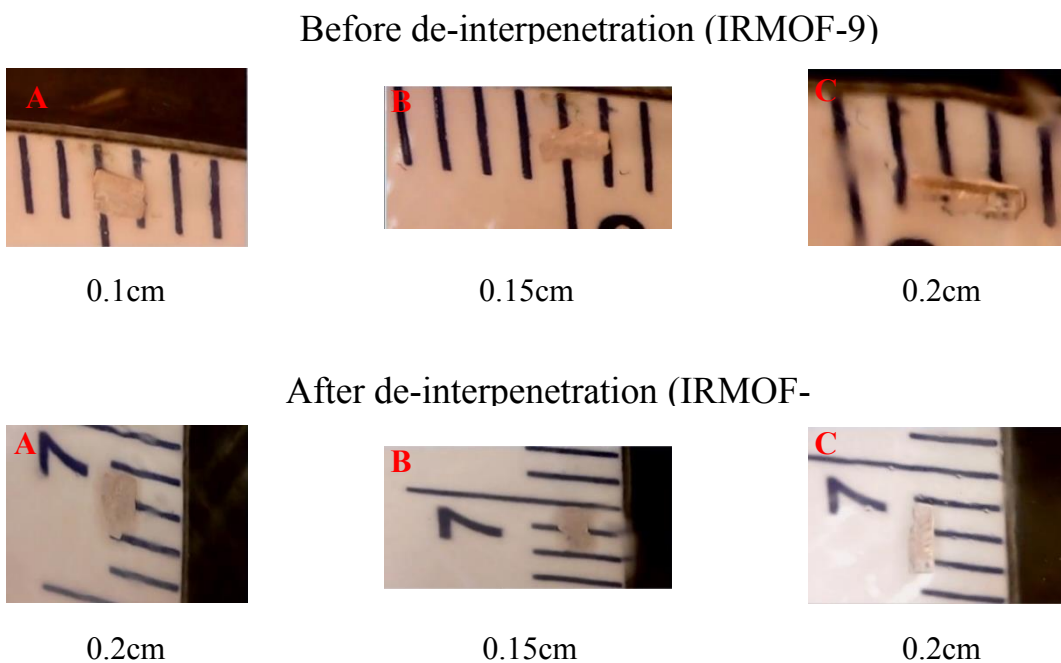 Before de-interpenetration (IRMOF-9)
A B C
0.1cm 0.15cm 0.2cm
After de-interpenetration (IRMOF-
A B C
7 7 7
0.2cm 0.15cm 0.2cm